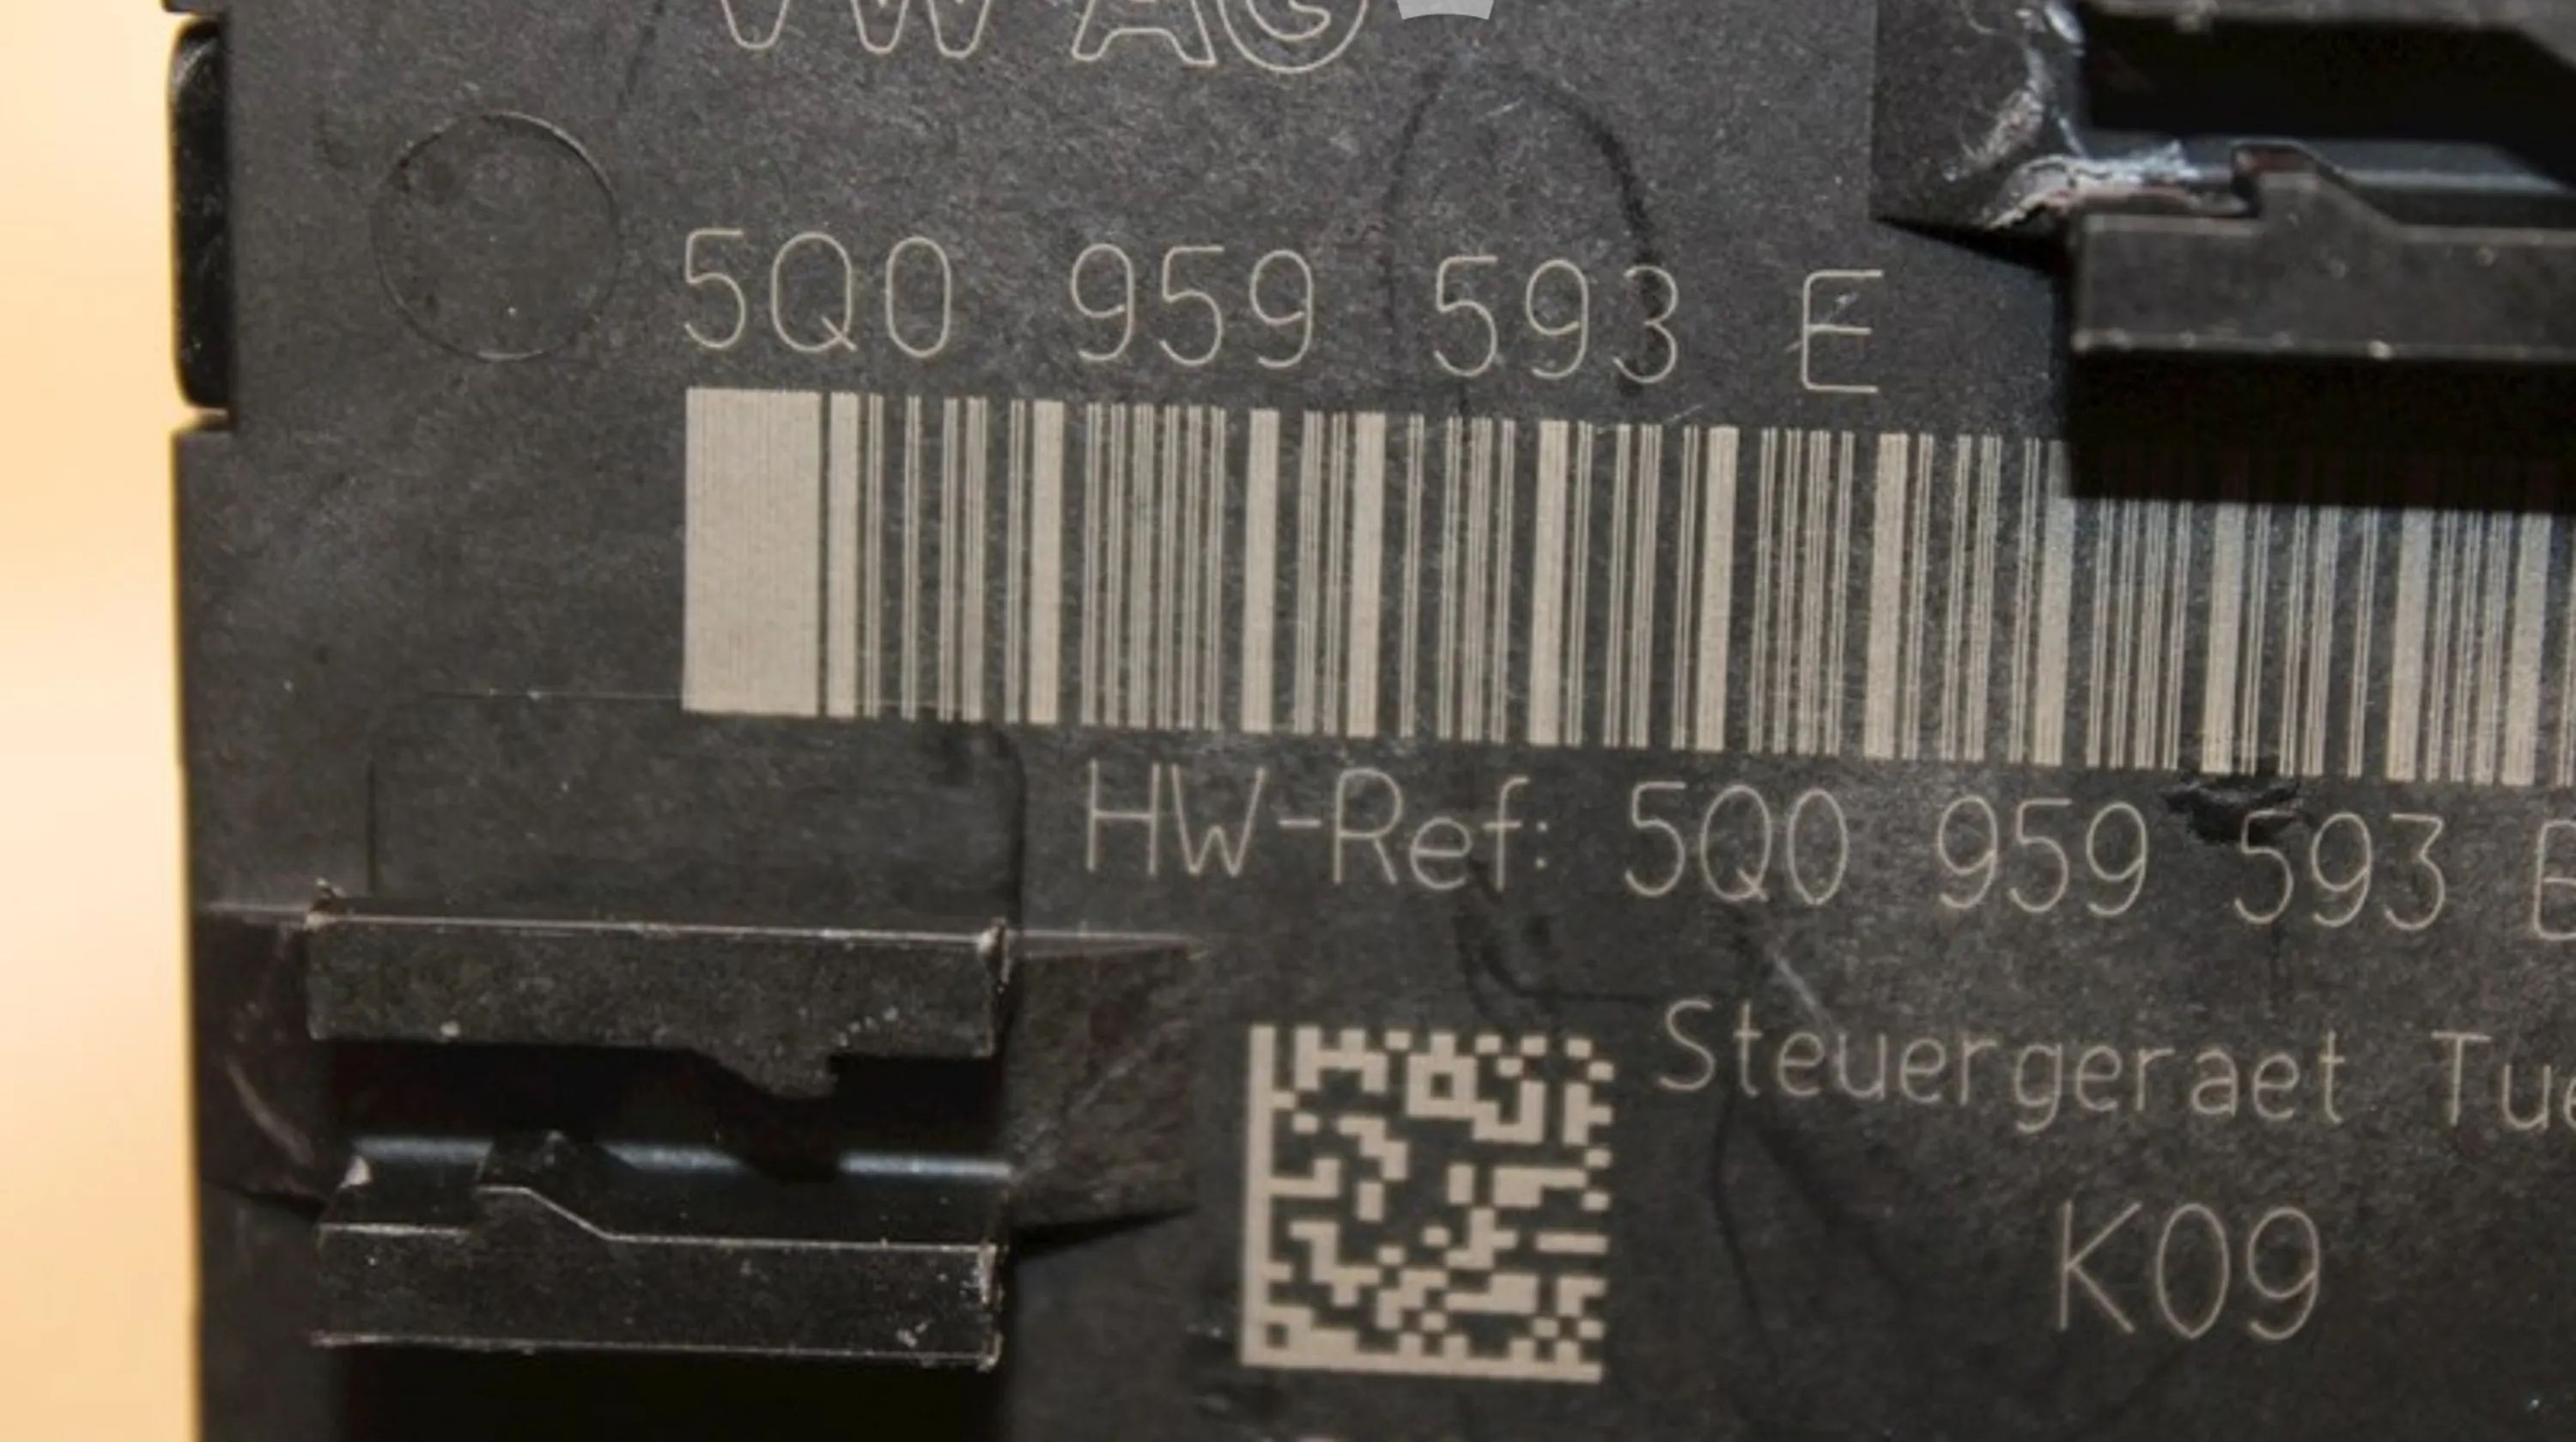 VW AG
5Q0 959 593 E
HW-Ref: 5Q0 959 593
Steuergeraet
K09